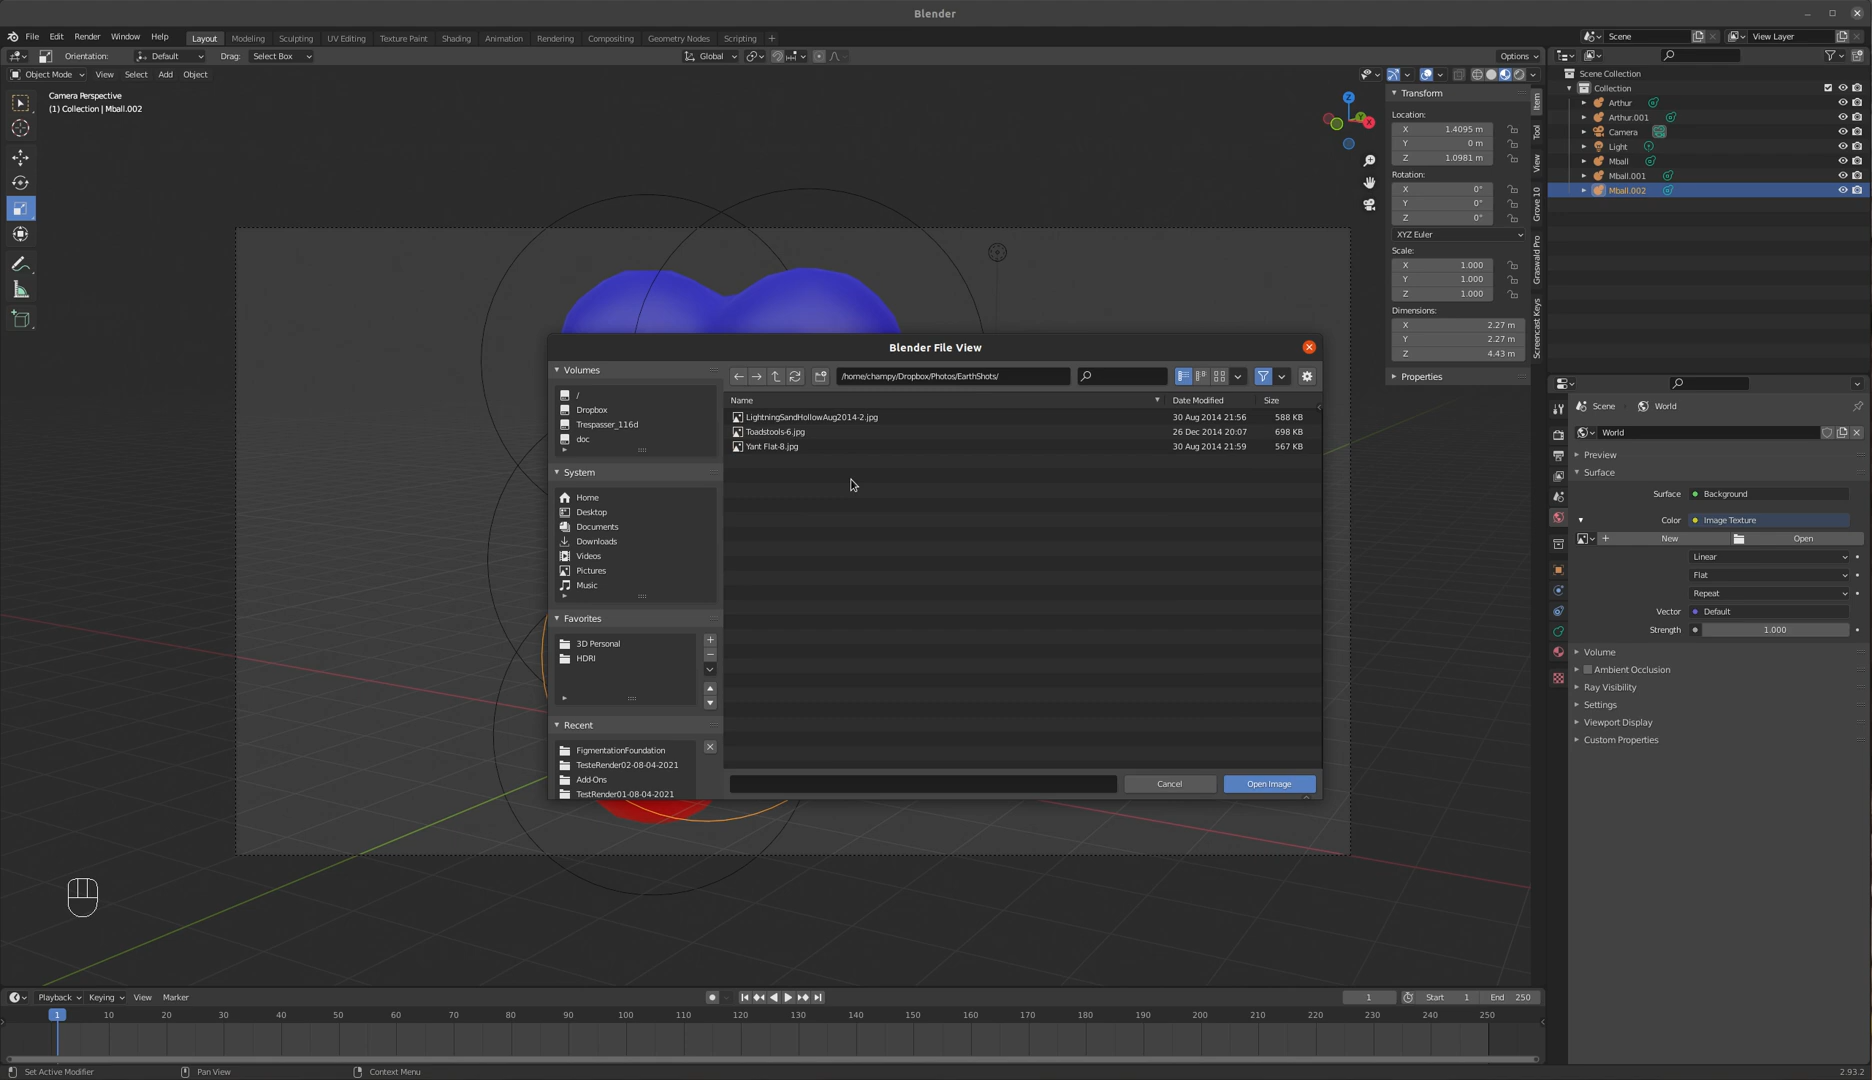 Blender
File Edit Render Window Help Layout Modeling Sculpting UV Editing Texture Paint Shading Animation Rendering Compositing Geometry Nodes Scripting + Scene View Layer
Orientation: Default Drag: Select Box Global Options
Object Mode View Select Add Object
Camera Perspective
(1) Collection | Mball.002
Z
Y
X
Transform
Location:
X 1.4095 m
Y 0 m
Z 1.0981 m
Rotation:
X 0°
Y 0°
Z 0°
XYZ Euler
Scale:
X 1.000
Y 1.000
Z 1.000
Dimensions:
X 2.27 m
Y 2.27 m
Z 4.43 m
Properties
Item
Tool
View
Grove 10
Graswald Pro
Screencast Keys
Scene Collection
Collection
Arthur
Arthur.001
Camera
Light
Mball
Mball.001
Mball.002
Blender File View
Volumes
/
Dropbox
Trespasser_116d
doc
System
Home
Desktop
Documents
Downloads
Videos
Pictures
Music
Favorites
3D Personal
HDRI
Recent
FigmentationFoundation
TesteRender02-08-04-2021
Add-Ons
TestRender01-08-04-2021
/home/champy/Dropbox/Photos/EarthShots/
Name Date Modified Size
LightningSandHollowAug2014-2.jpg 30 Aug 2014 21:56 588 KB
Toadstools-6.jpg 26 Dec 2014 20:07 698 KB
Yant Flat-8.jpg 30 Aug 2014 21:59 567 KB
Cancel Open Image
Scene World
World
Preview
Surface
Surface Background
Color Image Texture
+ New Open
Linear
Flat
Repeat
Vector Default
Strength 1.000
Volume
Ambient Occlusion
Ray Visibility
Settings
Viewport Display
Custom Properties
Playback Keying View Marker 1 Start 1 End 250
1 10 20 30 40 50 60 70 80 90 100 110 120 130 140 150 160 170 180 190 200 210 220 230 240 250
Set Active Modifier Pan View Context Menu 2.93.2